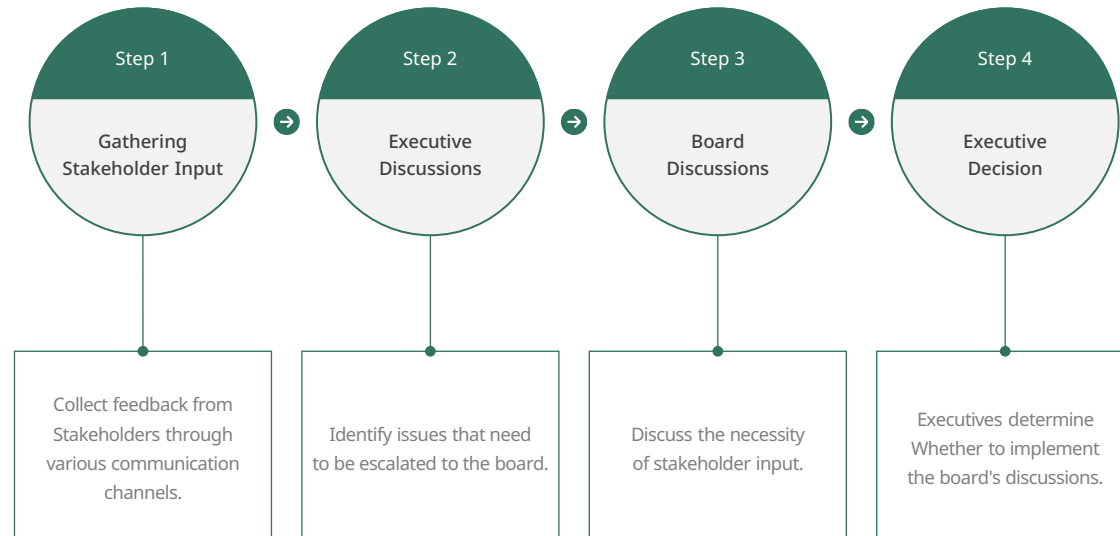 Step 1
Gathering
Stakeholder Input
Collect feedback from
Stakeholders through
various communication
channels.
Step 2
Executive
Discussions
Identify issues that need
to be escalated to the board.
Step 3
Board
Discussions
Discuss the necessity
of stakeholder input.
Step 4
Executive
Decision
Executives determine
Whether to implement
the board's discussions.